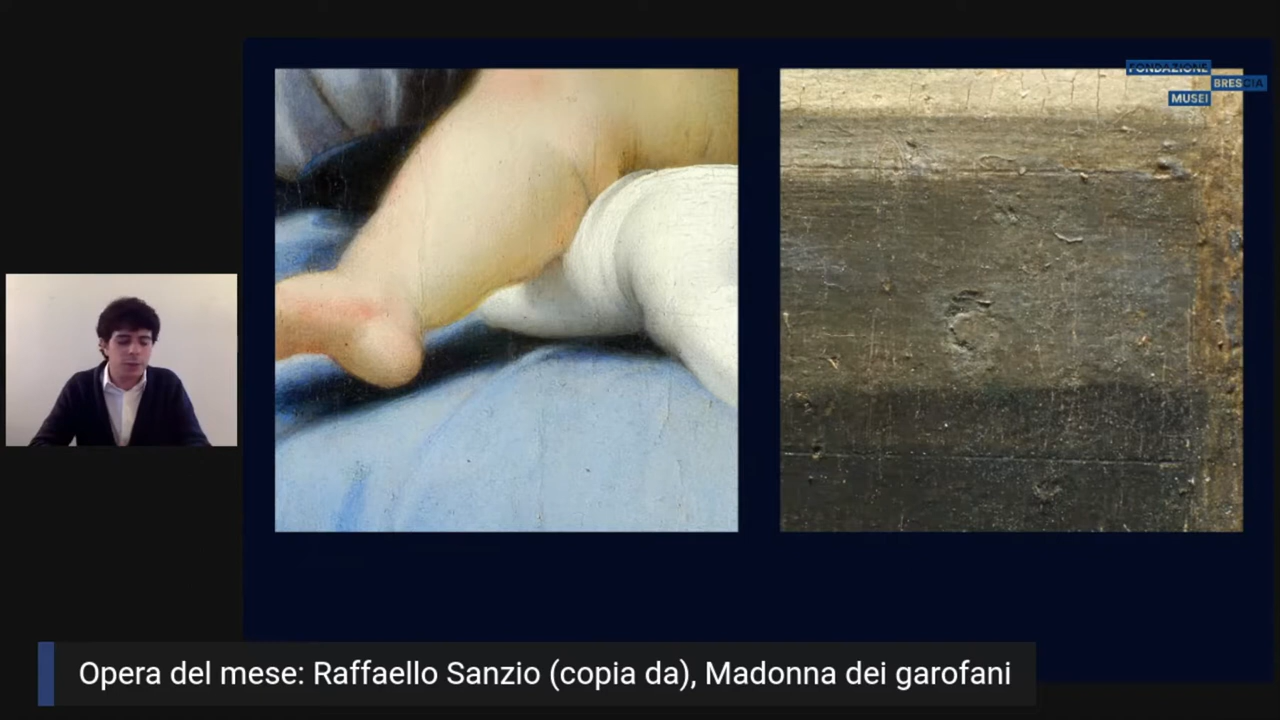 FONDAZIONE
BRESCIA
MUSEI
Opera del mese: Raffaello Sanzio (copia da), Madonna dei garofani